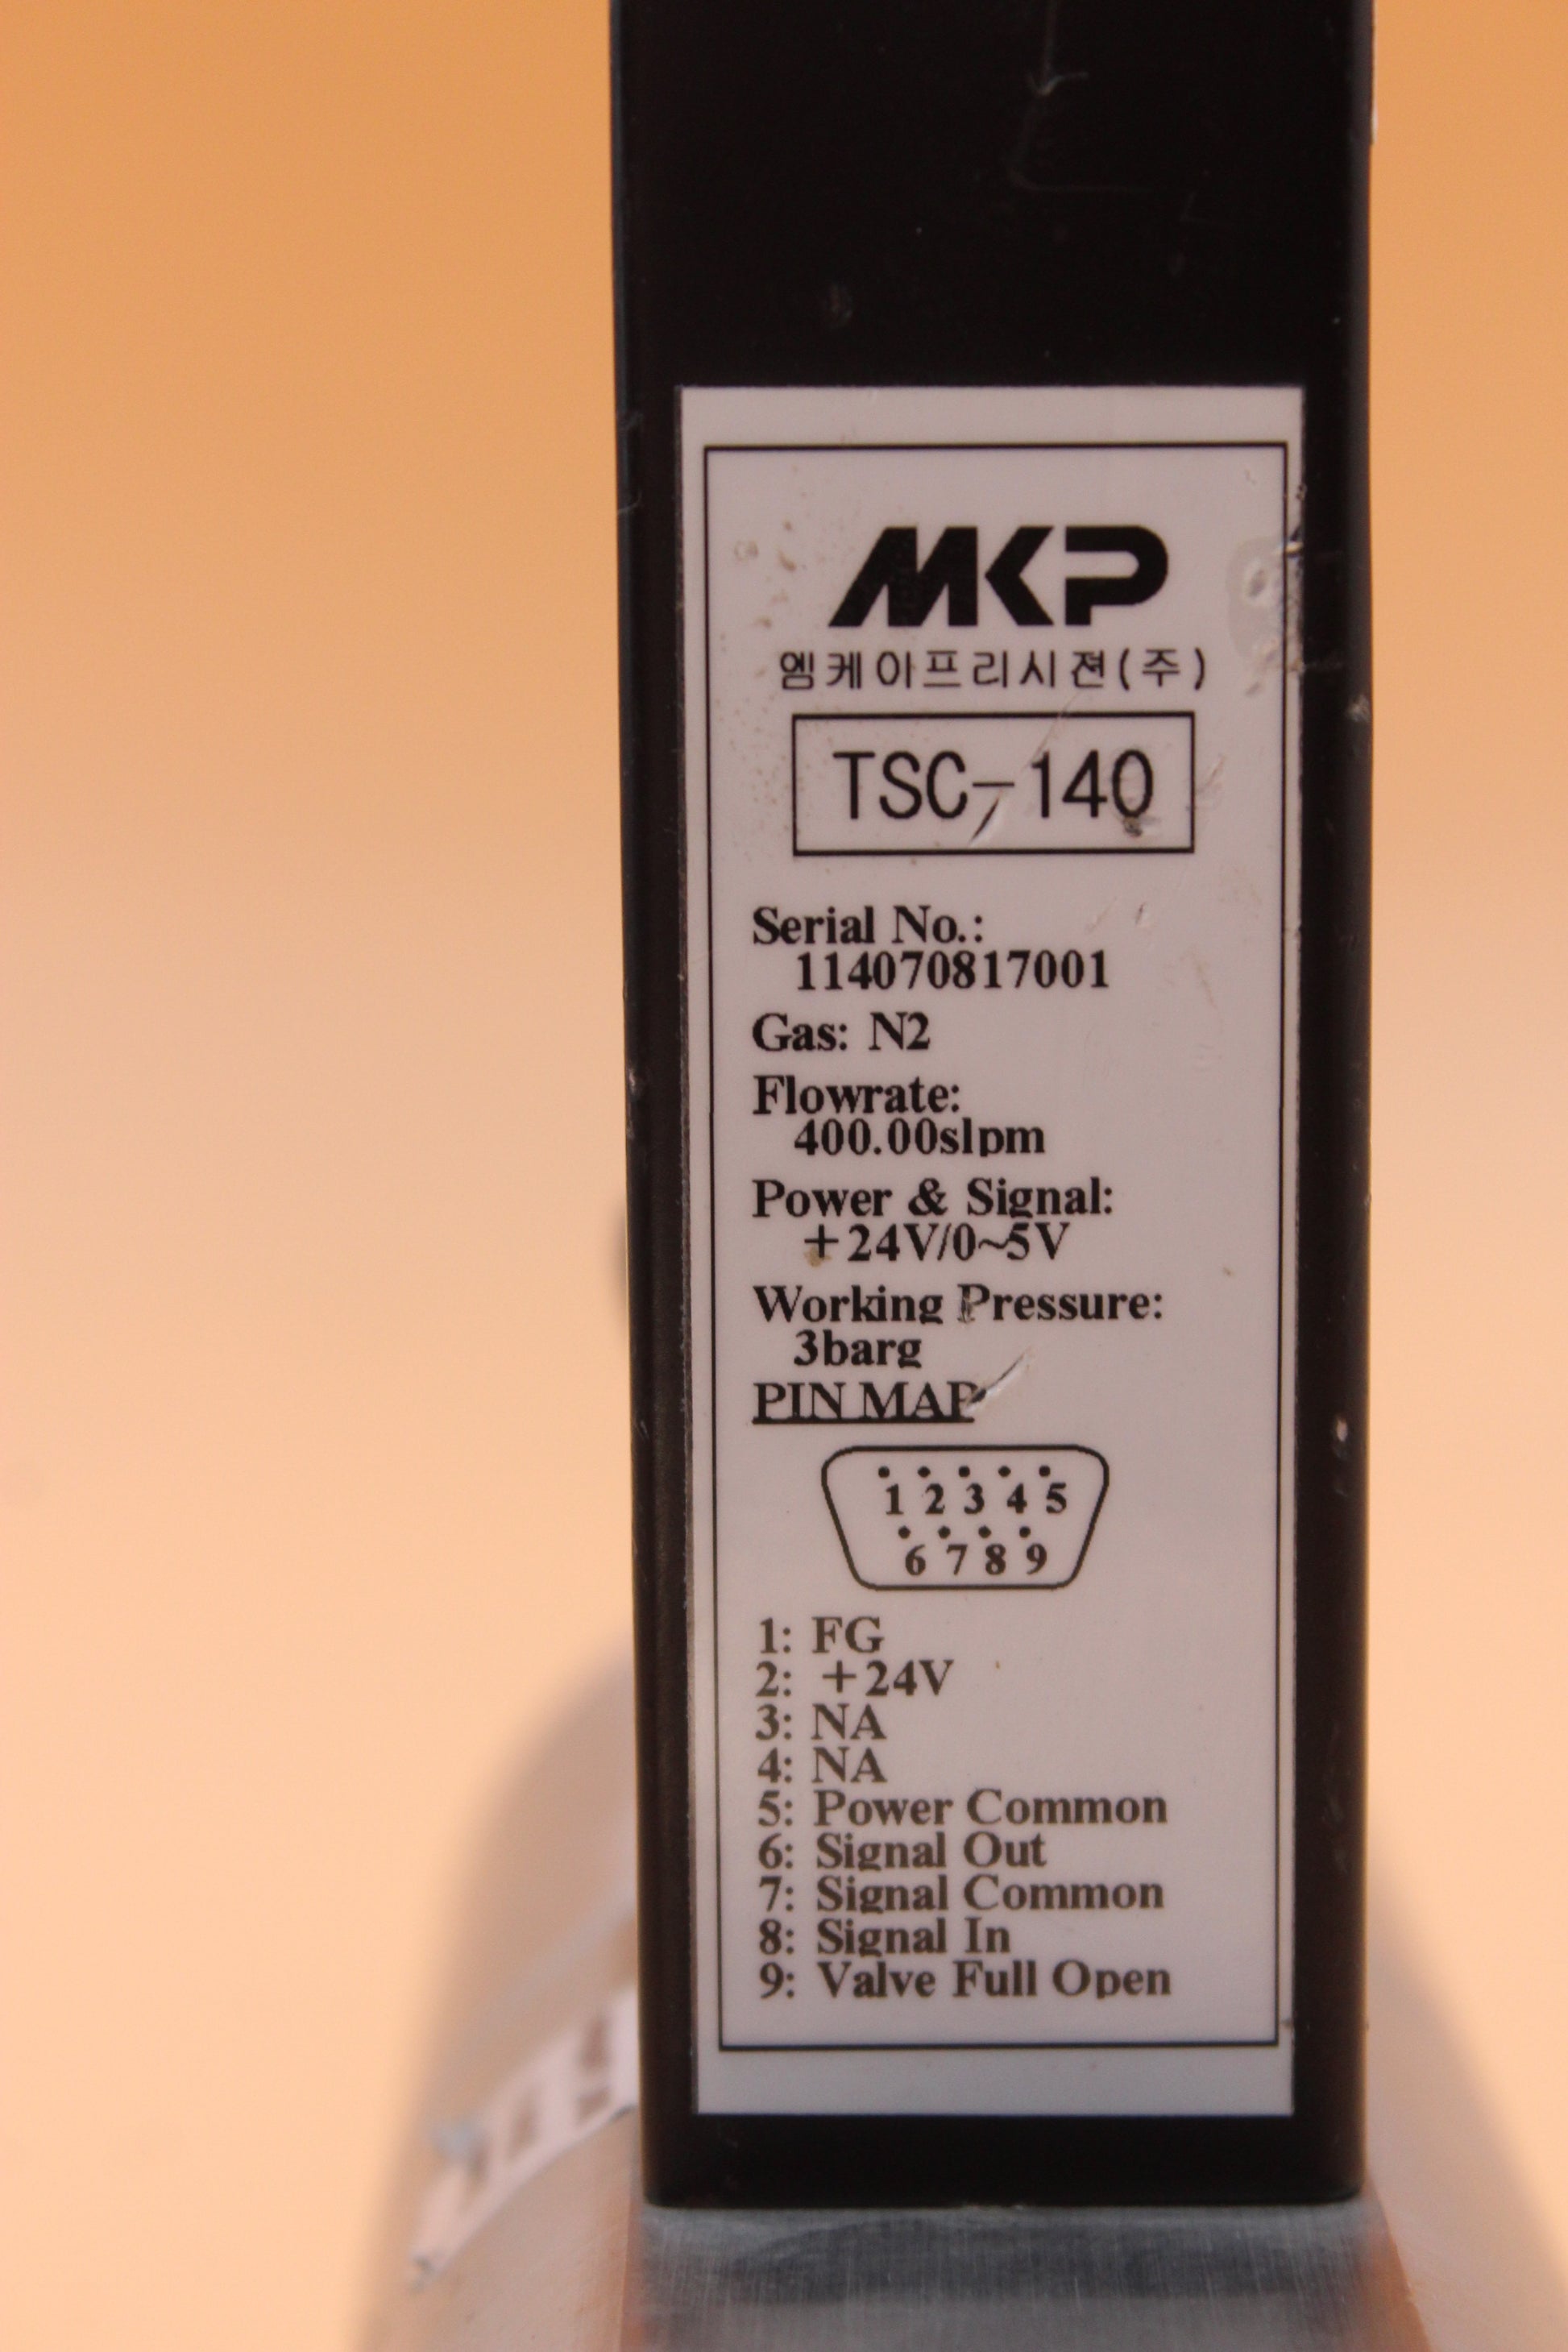 MKP
엠케이프리시젼(주)
TSC-140
Serial No.:
114070817001
Gas: N2
Flowrate:
400.00slpm
Power & Signal:
+24V/0~5V
Working Pressure:
3barg
PIN MAP
1 2 3 4 5
6 7 8 9
1: FG
2: +24V
3: NA
4: NA
5: Power Common
6: Signal Out
7: Signal Common
8: Signal In
9: Valve Full Open